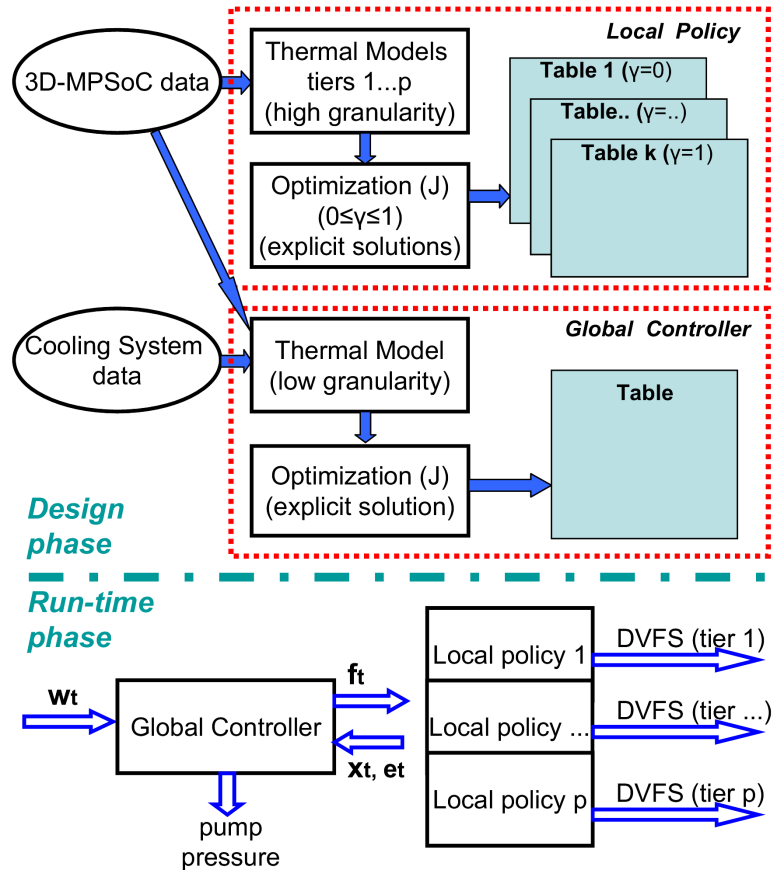 Local Policy
3D-MPSoC data
Thermal Models
tiers 1...p
(high granularity)
Optimization (J)
(0≤γ≤1)
(explicit solutions)
Table 1 (γ=0)
Table.. (γ=..)
Table k (γ=1)
Global Controller
Cooling System
data
Thermal Model
(low granularity)
Optimization (J)
(explicit solution)
Table
Design
phase
Run-time
phase
wt
Global Controller
ft
xt, et
pump
pressure
Local policy 1
Local policy ...
Local policy p
DVFS (tier 1)
DVFS (tier ...)
DVFS (tier p)